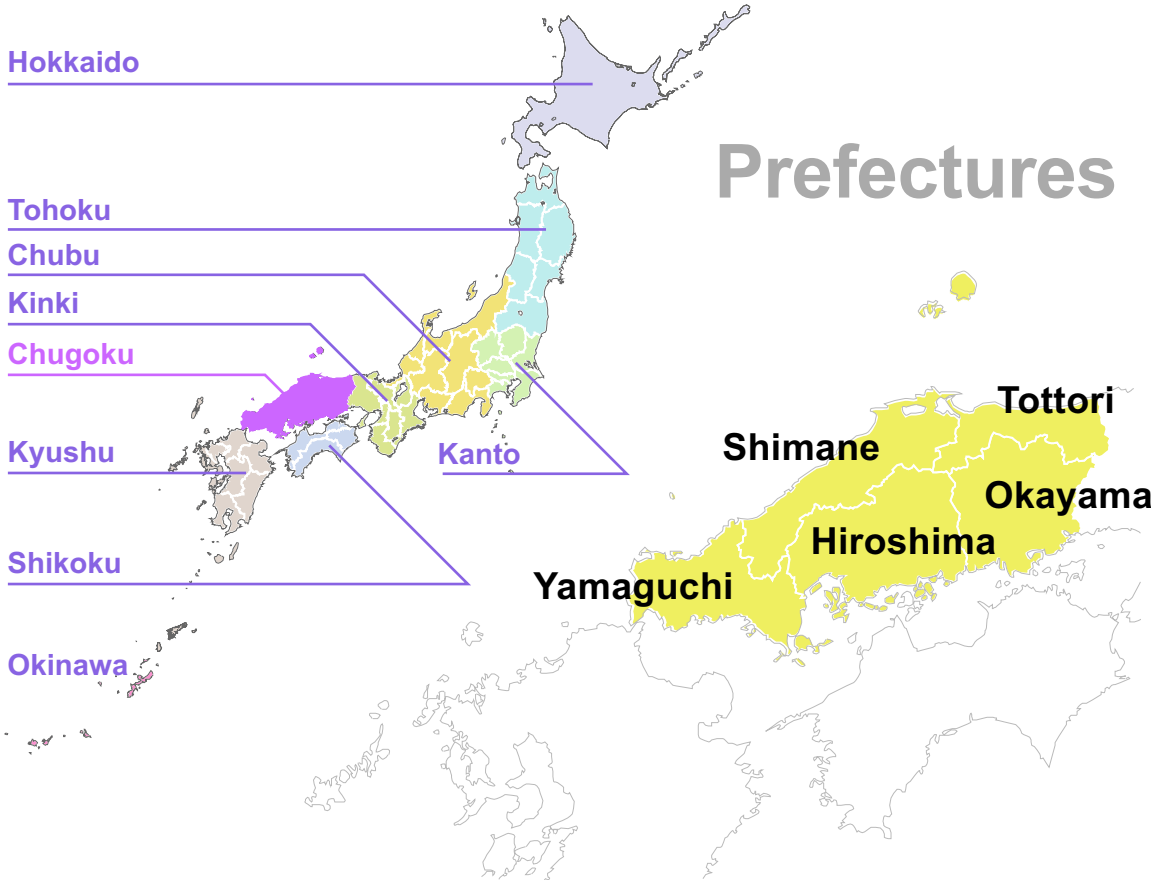 Hokkaido
Prefectures
Tohoku
Chubu
Kinki
Chugoku
Kyushu
Kanto
Shikoku
Okinawa
Tottori
Shimane
Okayama
Hiroshima
Yamaguchi